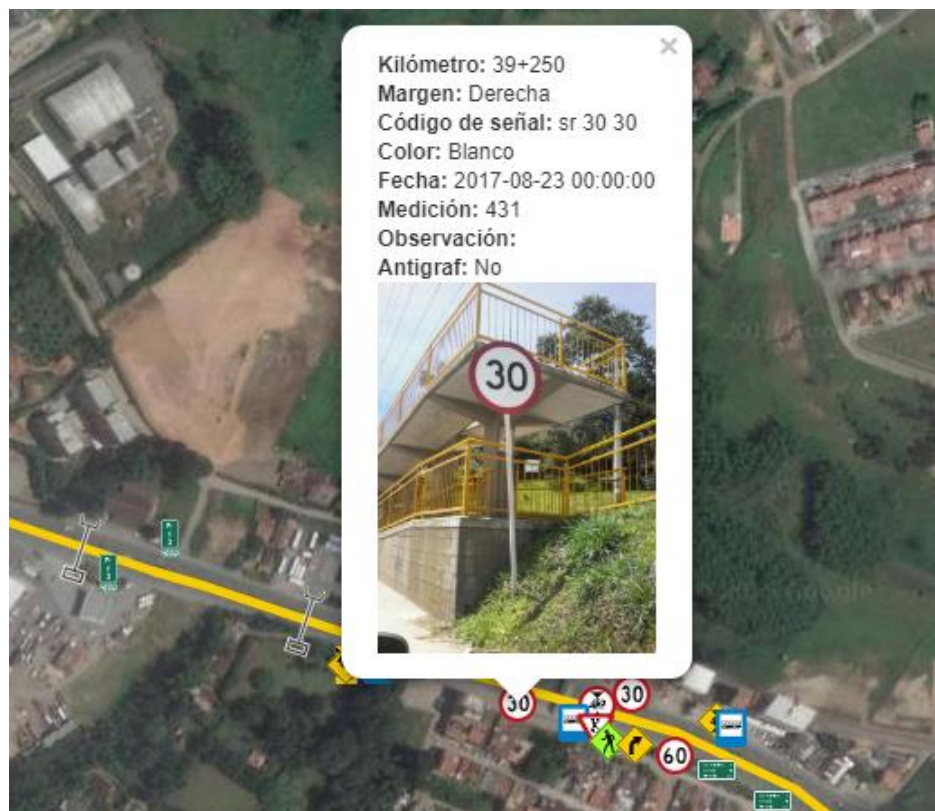 ×
Kilómetro: 39+250
Margen: Derecha
Código de señal: sr 30 30
Color: Blanco
Fecha: 2017-08-23 00:00:00
Medición: 431
Observación:
Antigraf: No
30
30
30
60